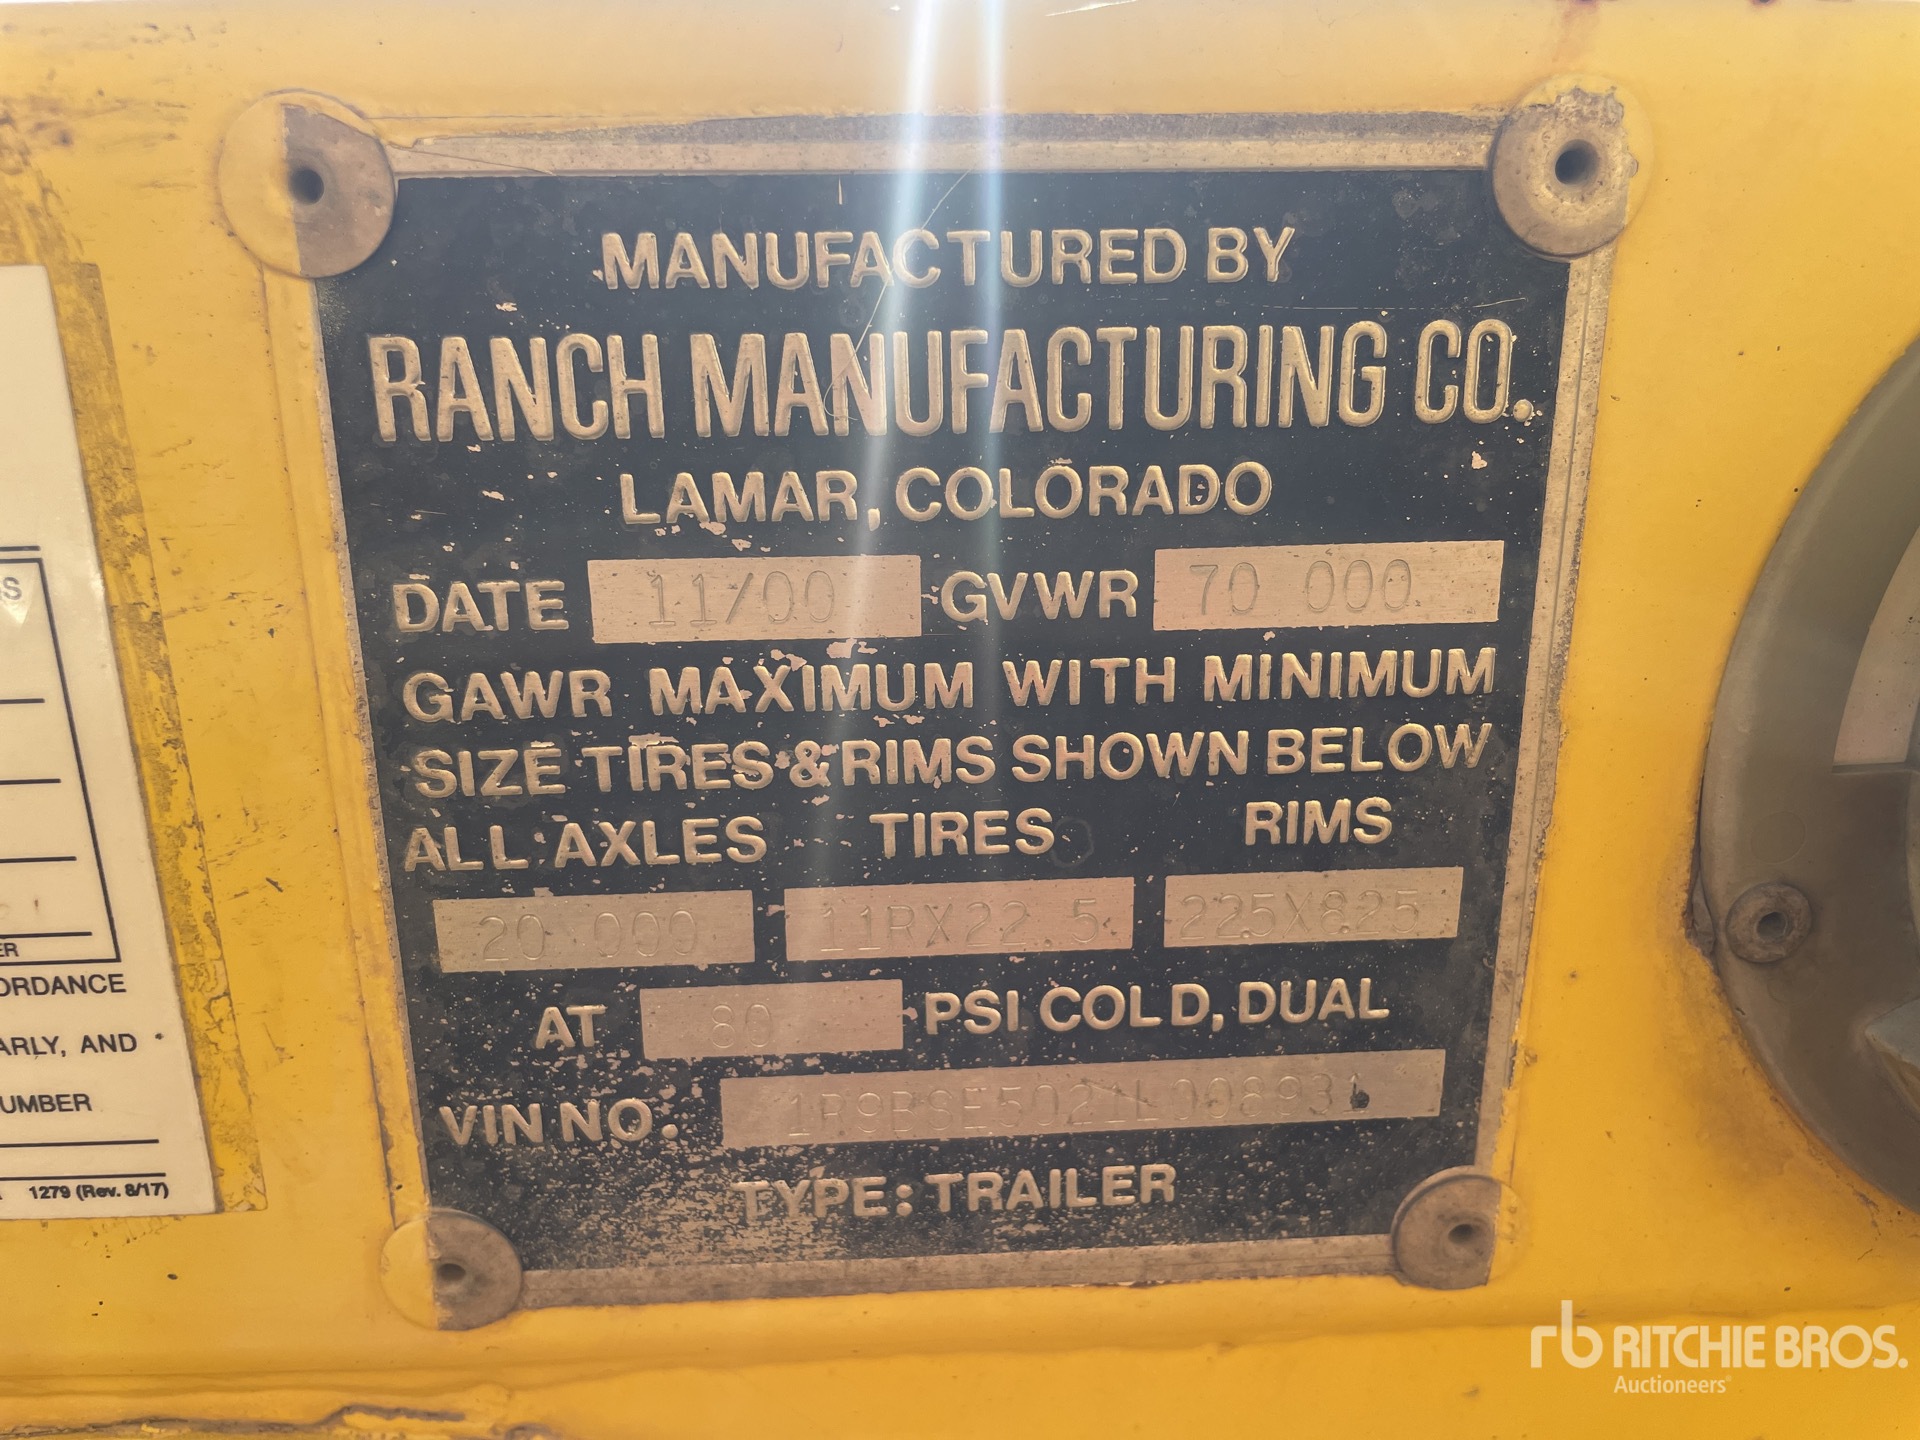 MANUFACTURED BY
RANCH MANUFACTURING CO.
LAMAR, COLORADO
DATE 11/00 GVWR 70 000
GAWR MAXIMUM WITH MINIMUM
SIZE TIRES & RIMS SHOWN BELOW
ALL AXLES TIRES RIMS
20 000 11RX22.5 225X825
AT 80 PSI COLD, DUAL
VIN NO. 1R9BSE5021L008931
TYPE: TRAILER
ORDANCE
ARLY, AND
UMBER
1279 (Rev. 8/17)
rb RITCHIE BROS.
Auctioneers